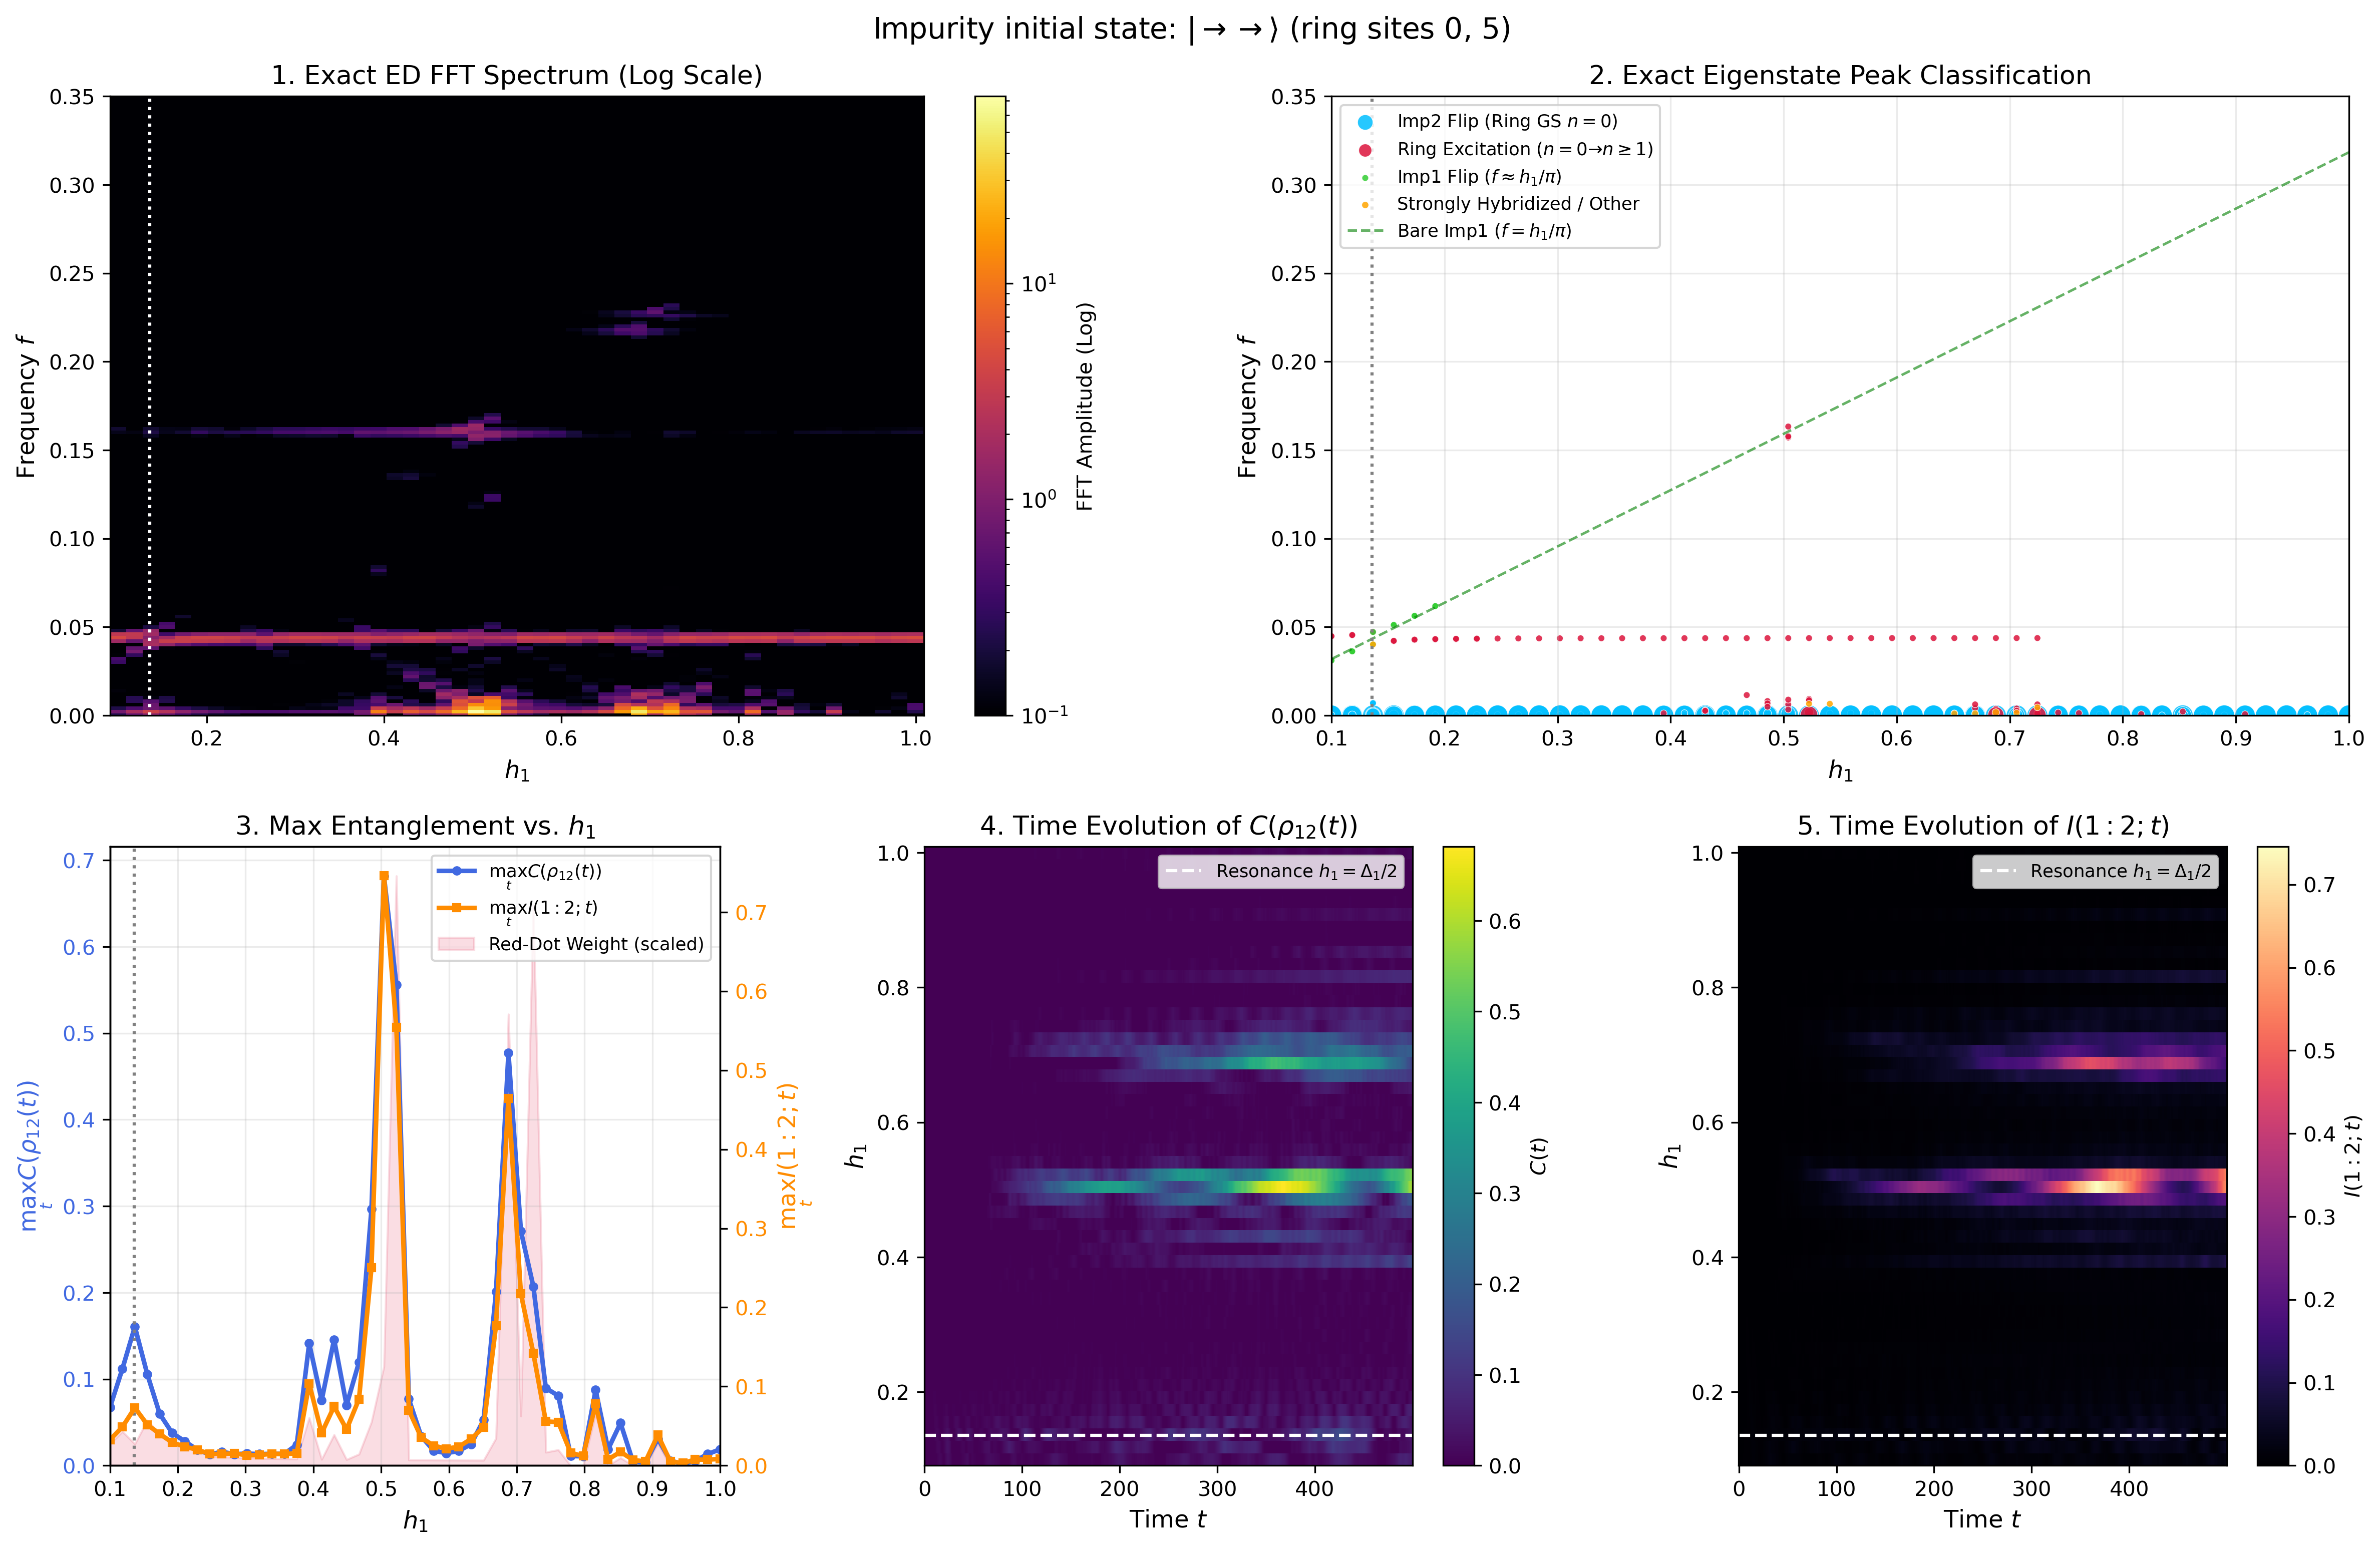 Impurity initial state: |→→⟩ (ring sites 0, 5)
1. Exact ED FFT Spectrum (Log Scale)
0.35
0.30
0.25
0.20
0.15
0.10
0.05
0.00
Frequency f
0.2
0.4
0.6
0.8
1.0
h₁
10¹
10⁰
10⁻¹
FFT Amplitude (Log)
2. Exact Eigenstate Peak Classification
0.35
0.30
0.25
0.20
0.15
0.10
0.05
0.00
Frequency f
Imp2 Flip (Ring GS n = 0)
Ring Excitation (n = 0→n ≥ 1)
Imp1 Flip (f ≈ h₁/π)
Strongly Hybridized / Other
Bare Imp1 (f = h₁/π)
0.1
0.2
0.3
0.4
0.5
0.6
0.7
0.8
0.9
1.0
h₁
3. Max Entanglement vs. h₁
0.7
0.6
0.5
0.4
0.3
0.2
0.1
0.0
max C(ρ₁₂(t))
t
max C(ρ₁₂(t))
t
max I(1 : 2; t)
t
Red-Dot Weight (scaled)
0.7
0.6
0.5
0.4
0.3
0.2
0.1
0.0
max I(1 : 2; t)
t
0.1
0.2
0.3
0.4
0.5
0.6
0.7
0.8
0.9
1.0
h₁
4. Time Evolution of C(ρ₁₂(t))
Resonance h₁ = Δ₁/2
1.0
0.8
0.6
0.4
0.2
h₁
0
100
200
300
400
Time t
0.6
0.5
0.4
0.3
0.2
0.1
0.0
C(t)
5. Time Evolution of I(1 : 2; t)
Resonance h₁ = Δ₁/2
1.0
0.8
0.6
0.4
0.2
h₁
0
100
200
300
400
Time t
0.7
0.6
0.5
0.4
0.3
0.2
0.1
0.0
I(1 : 2; t)